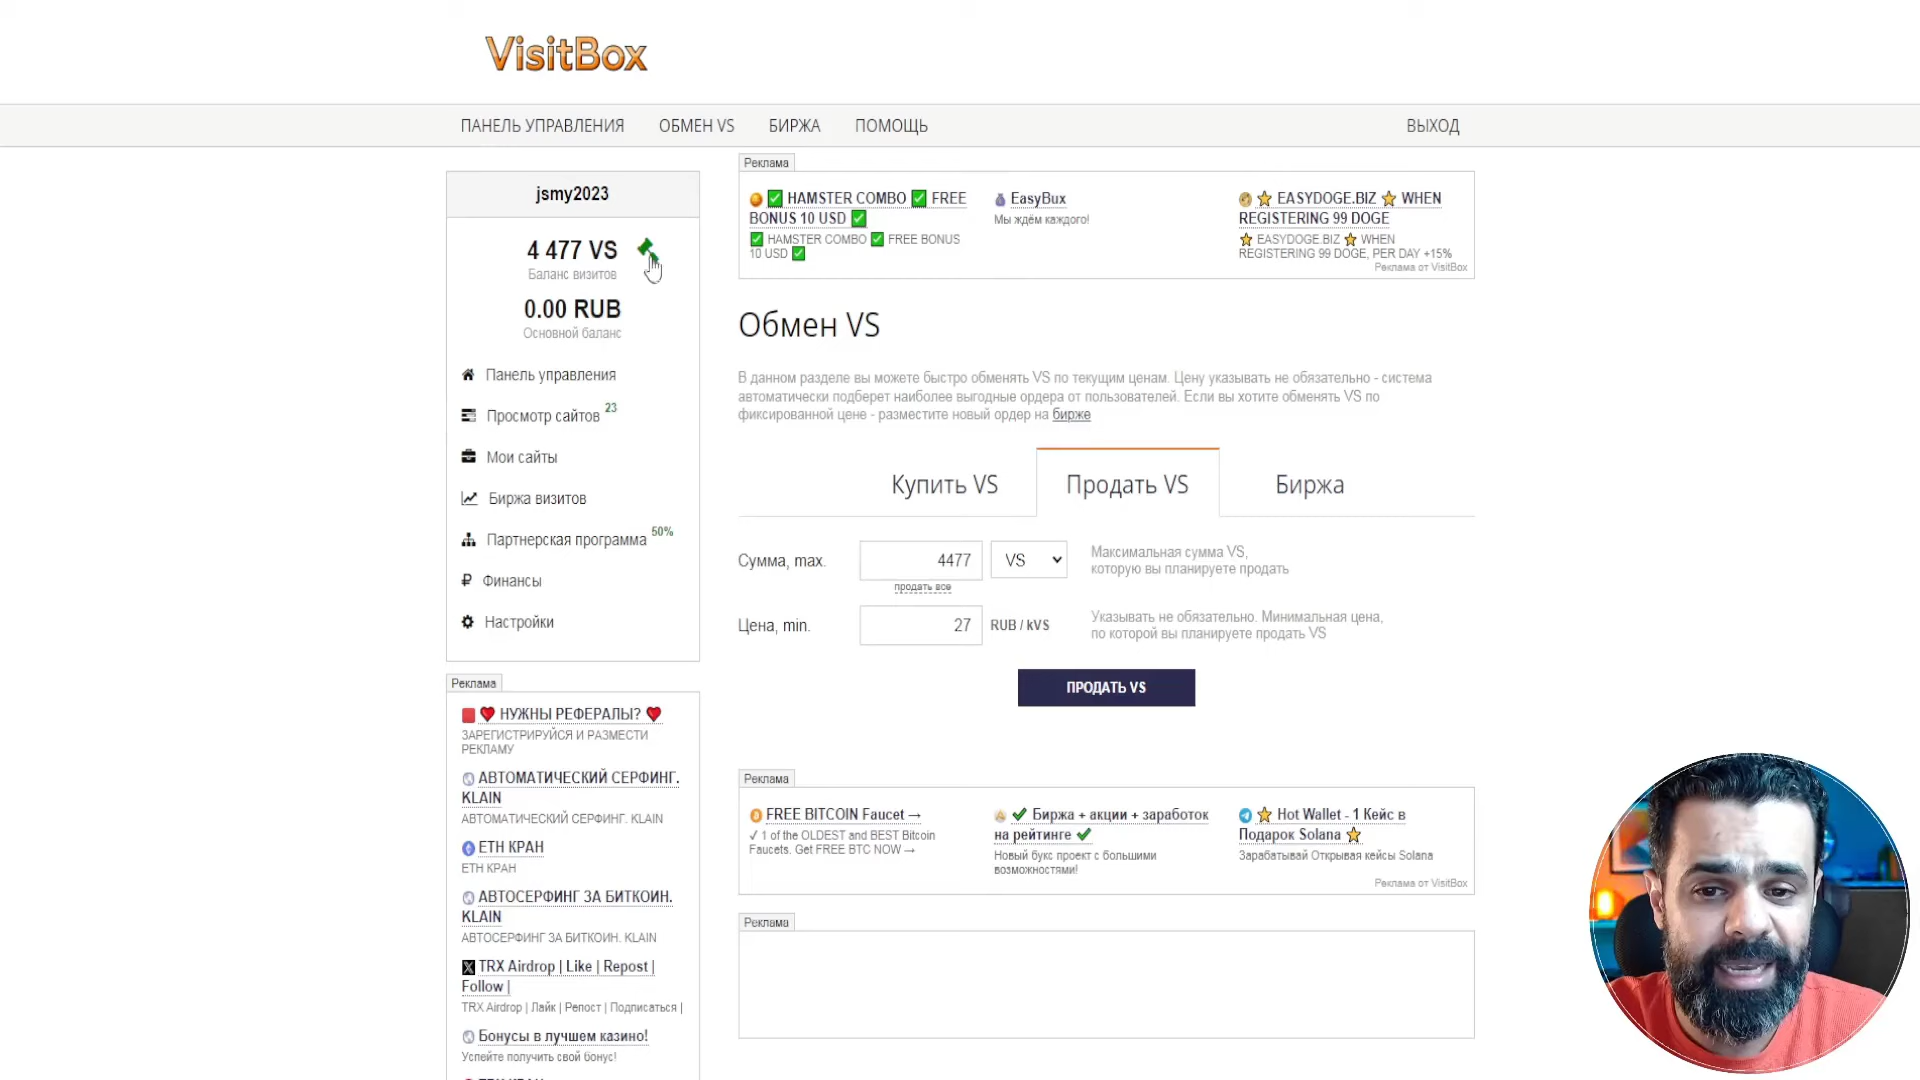 VisitBox
ПАНЕЛЬ УПРАВЛЕНИЯ
ОБМЕН VS
БИРЖА
ПОМОЩЬ
ВЫХОД
jsmy2023
4 477 VS
Баланс визитов
0.00 RUB
Основной баланс
Панель управления
Просмотр сайтов 23
Мои сайты
Биржа визитов
Партнерская программа 50%
Финансы
Настройки
Реклама
НУЖНЫ РЕФЕРАЛЫ?
ЗАРЕГИСТРИРУЙСЯ И РАЗМЕСТИ
РЕКЛАМУ
АВТОМАТИЧЕСКИЙ СЕРФИНГ.
KLAIN
АВТОМАТИЧЕСКИЙ СЕРФИНГ. KLAIN
ETH КРАН
ETH КРАН
АВТОСЕРФИНГ ЗА БИТКОИН.
KLAIN
АВТОСЕРФИНГ ЗА БИТКОИН. KLAIN
TRX Airdrop | Like | Repost |
Follow |
TRX Airdrop | Лайк | Репост | Подписаться |
Бонусы в лучшем казино!
Успейте получить свой бонус!
Реклама
✅ HAMSTER COMBO ✅ FREE
BONUS 10 USD ✅
✅ HAMSTER COMBO ✅ FREE BONUS
10 USD ✅
EasyBux
Мы ждём каждого!
⭐ EASYDOGE.BIZ ⭐ WHEN
REGISTERING 99 DOGE
⭐ EASYDOGE.BIZ ⭐ WHEN
REGISTERING 99 DOGE, PER DAY +15%
Реклама от VisitBox
Обмен VS
В данном разделе вы можете быстро обменять VS по текущим ценам. Цену указывать не обязательно - система
автоматически подберет наиболее выгодные ордера от пользователей. Если вы хотите обменять VS по
фиксированной цене - разместите новый ордер на бирже
Купить VS
Продать VS
Биржа
Сумма, max.
4477
VS
продать все
Максимальная сумма VS,
которую вы планируете продать
Цена, min.
27
RUB / kVS
Указывать не обязательно. Минимальная цена,
по которой вы планируете продать VS
ПРОДАТЬ VS
Реклама
FREE BITCOIN Faucet →
✓ 1 of the OLDEST and BEST Bitcoin
Faucets. Get FREE BTC NOW →
✔ Биржа + акции + заработок
на рейтинге ✔
Новый букс проект с большими
возможностями!
⭐ Hot Wallet - 1 Кейс в
Подарок Solana ⭐
Зарабатывай Открывая кейсы Solana
Реклама от VisitBox
Реклама